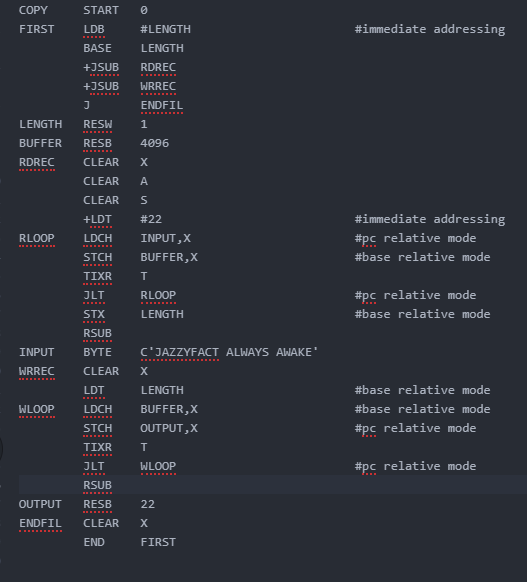 COPY START 0
FIRST LDB #LENGTH #immediate addressing
BASE LENGTH
+JSUB RDREC
+JSUB WRREC
J ENDFIL
LENGTH RESW 1
BUFFER RESB 4096
RDREC CLEAR X
CLEAR A
CLEAR S
+LDT #22 #immediate addressing
RLOOP LDCH INPUT,X #pc relative mode
STCH BUFFER,X #base relative mode
TIXR T
JLT RLOOP #pc relative mode
STX LENGTH #base relative mode
RSUB
INPUT BYTE C'JAZZYFACT ALWAYS AWAKE'
WRREC CLEAR X
LDT LENGTH #base relative mode
WLOOP LDCH BUFFER,X #base relative mode
STCH OUTPUT,X #pc relative mode
TIXR T
JLT WLOOP #pc relative mode
RSUB
OUTPUT RESB 22
ENDFIL CLEAR X
END FIRST